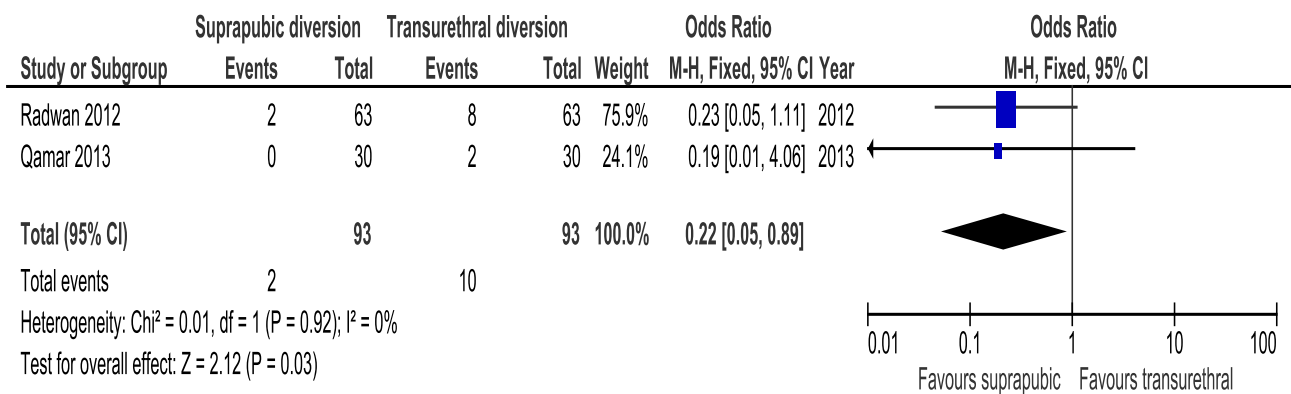 Suprapubic diversion Transurethral diversion Odds Ratio Odds Ratio
Study or Subgroup Events Total Events Total Weight M-H, Fixed, 95% CI Year M-H, Fixed, 95% CI
Radwan 2012 2 63 8 63 75.9% 0.23 [0.05, 1.11] 2012
Qamar 2013 0 30 2 30 24.1% 0.19 [0.01, 4.06] 2013
Total (95% CI) 93 93 100.0% 0.22 [0.05, 0.89]
Total events 2 10
Heterogeneity: Chi² = 0.01, df = 1 (P = 0.92); I² = 0%
Test for overall effect: Z = 2.12 (P = 0.03)
0.01 0.1 1 10 100
Favours suprapubic Favours transurethral